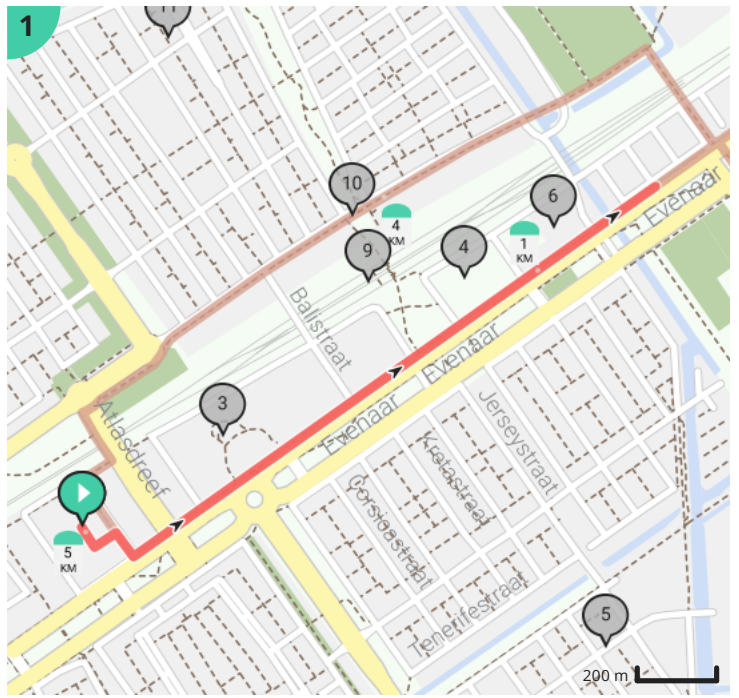 1
11
10
6
4
KM
9
4
1
KM
Evenaar
Balistraat
Evenaar
3
Evenaar
Atlasdreef
Jerseystraat
Kretastraat
Corsicastraat
5
KM
Tenerifestraat
5
200 m